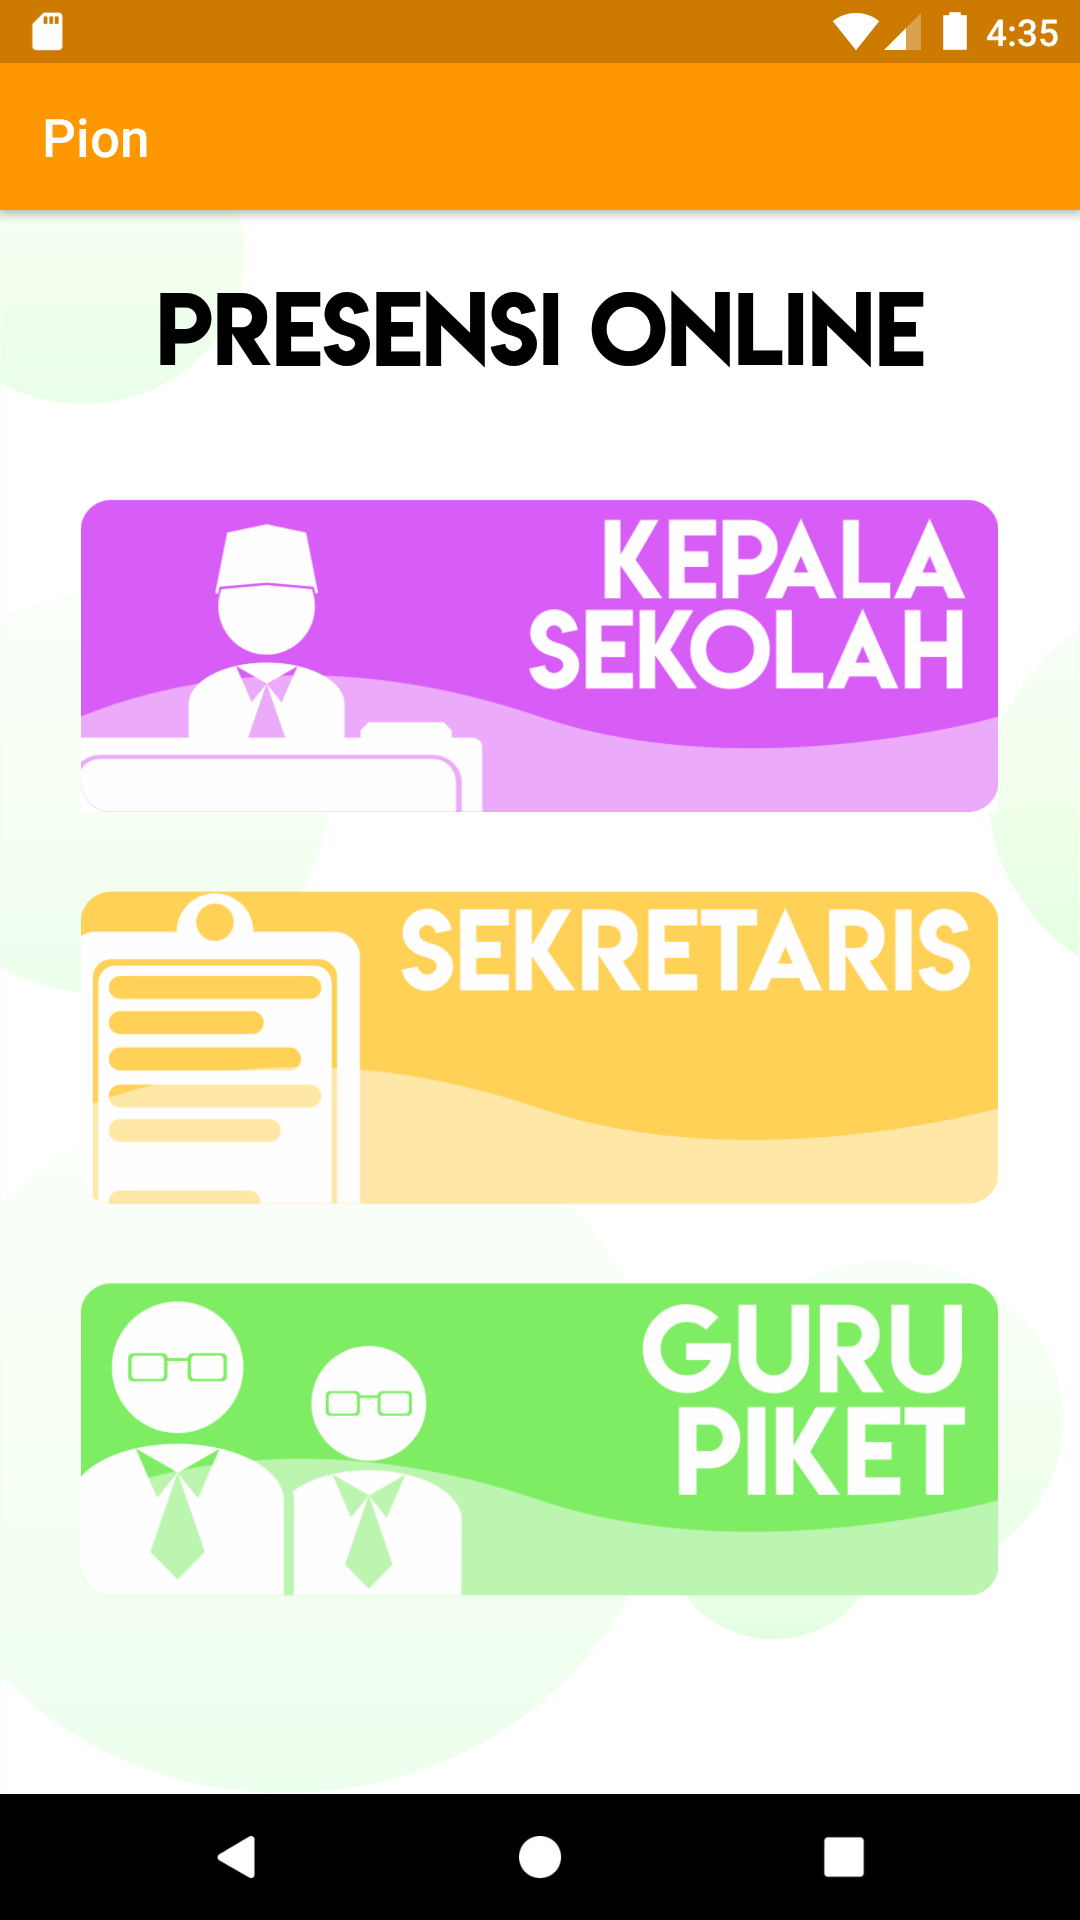 4:35
Pion
PRESENSI ONLINE
KEPALA
SEKOLAH
SEKRETARIS
GURU
PIKET